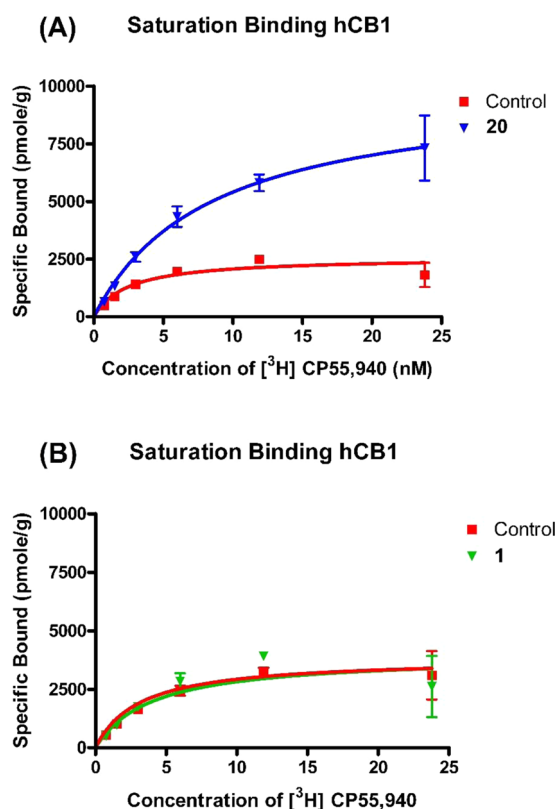 (A) Saturation Binding hCB1
Specific Bound (pmole/g)
10000
7500
5000
2500
0
0 5 10 15 20 25
Concentration of [³H] CP55,940 (nM)
Control
20
(B) Saturation Binding hCB1
Specific Bound (pmole/g)
10000
7500
5000
2500
0
0 5 10 15 20 25
Concentration of [³H] CP55,940
Control
1